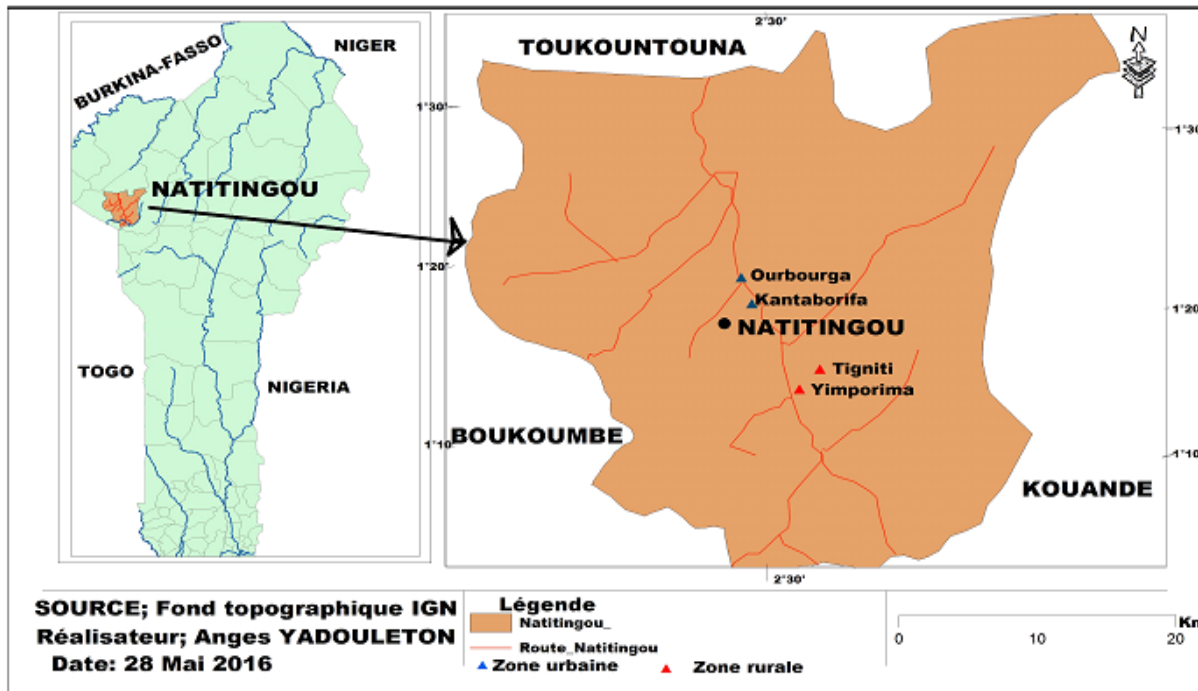 BURKINA-FASSO
NIGER
NATITINGOU
TOGO
NIGERIA
2°30'
TOUKOUNTOUNA
N
1°30'
1°30'
1°20'
1°20'
1°10'
1°10'
Ourbourga
Kantaborifa
NATITINGOU
Tigniti
Yimporima
BOUKOUMBE
KOUANDE
2°30'
SOURCE; Fond topographique IGN
Réalisateur; Anges YADOULETON
Date: 28 Mai 2016
Légende
Natitingou_
Route_Natitingou
Zone urbaine
Zone rurale
Km
0 10 20